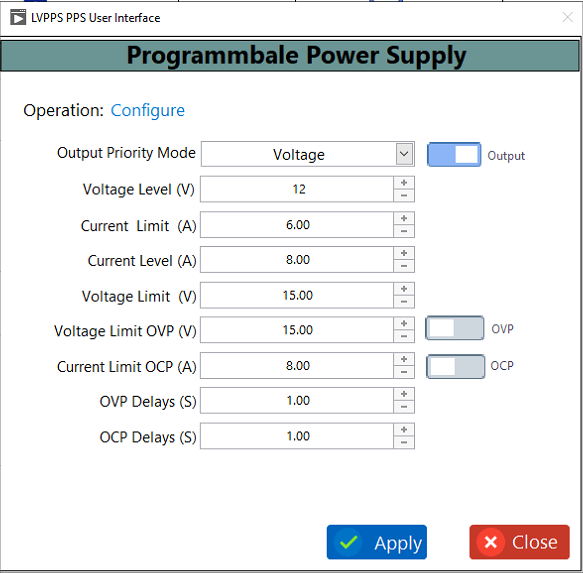 LVPPS PPS User Interface
Programmbale Power Supply
Operation: Configure
Output Priority Mode Voltage Output
Voltage Level (V) 12
Current Limit (A) 6.00
Current Level (A) 8.00
Voltage Limit (V) 15.00
Voltage Limit OVP (V) 15.00 OVP
Current Limit OCP (A) 8.00 OCP
OVP Delays (S) 1.00
OCP Delays (S) 1.00
Apply Close